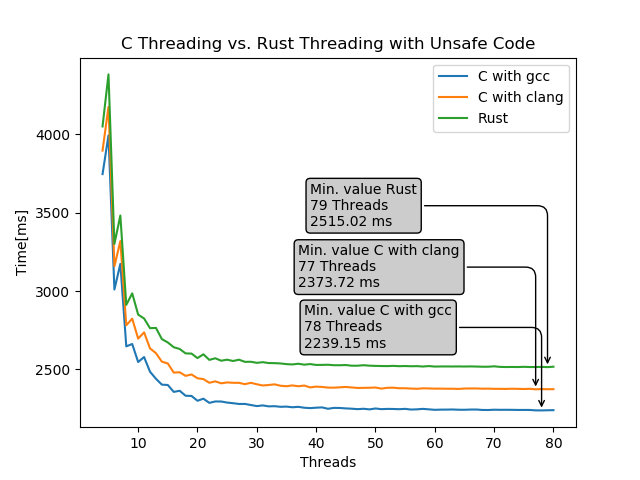 C Threading vs. Rust Threading with Unsafe Code
C with gcc
C with clang
Rust
Time[ms]
4000
3500
3000
2500
Min. value Rust
79 Threads
2515.02 ms
Min. value C with clang
77 Threads
2373.72 ms
Min. value C with gcc
78 Threads
2239.15 ms
10 20 30 40 50 60 70 80
Threads